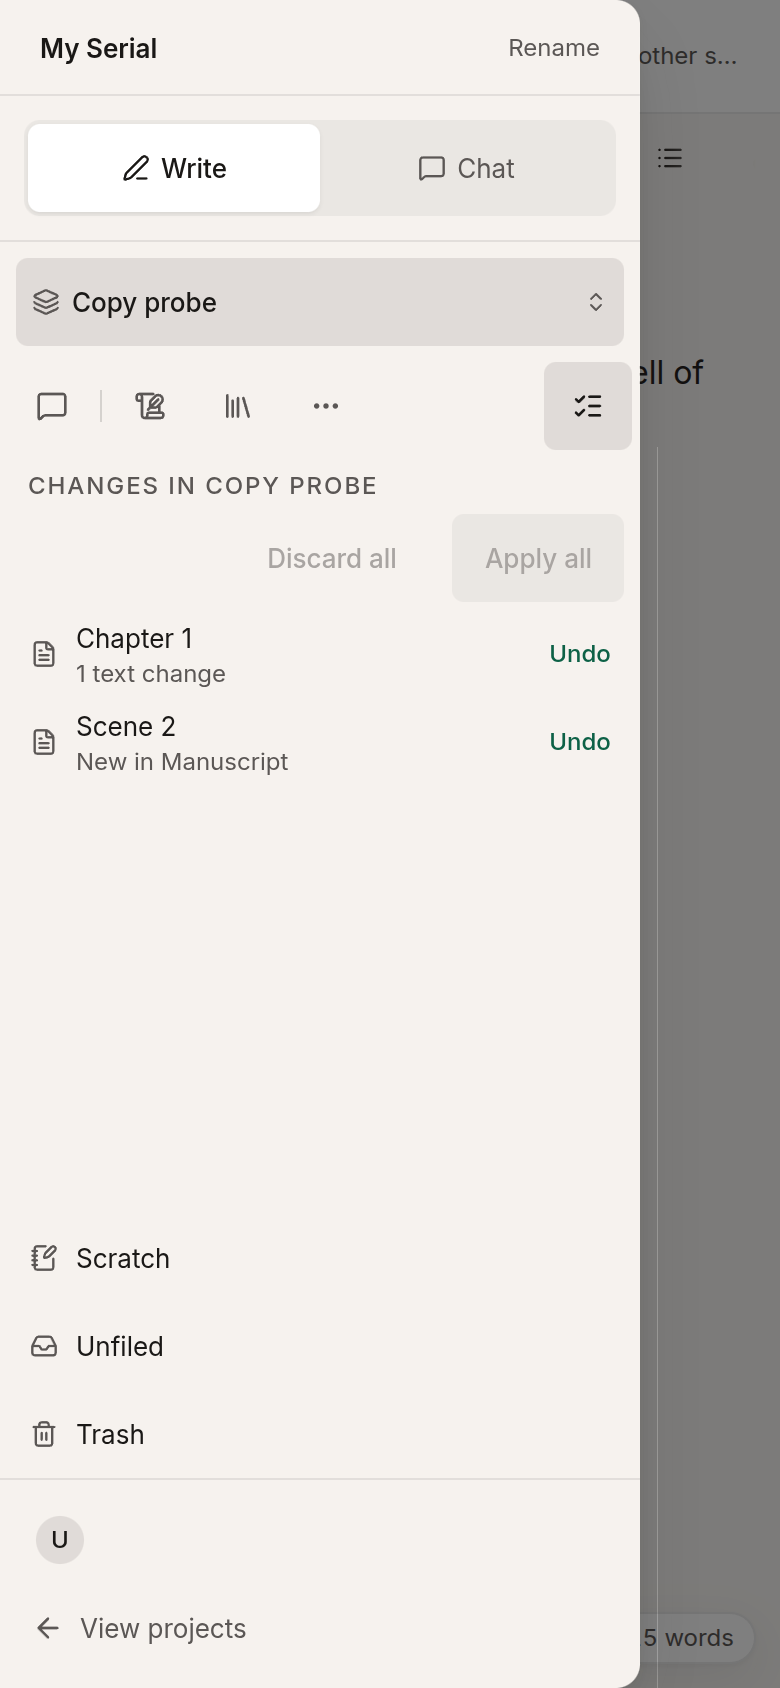 My Serial
Rename
other s...
Write
Chat
Copy probe
ell of
CHANGES IN COPY PROBE
Discard all
Apply all
Chapter 1
1 text change
Undo
Scene 2
New in Manuscript
Undo
Scratch
Unfiled
Trash
U
View projects
5 words